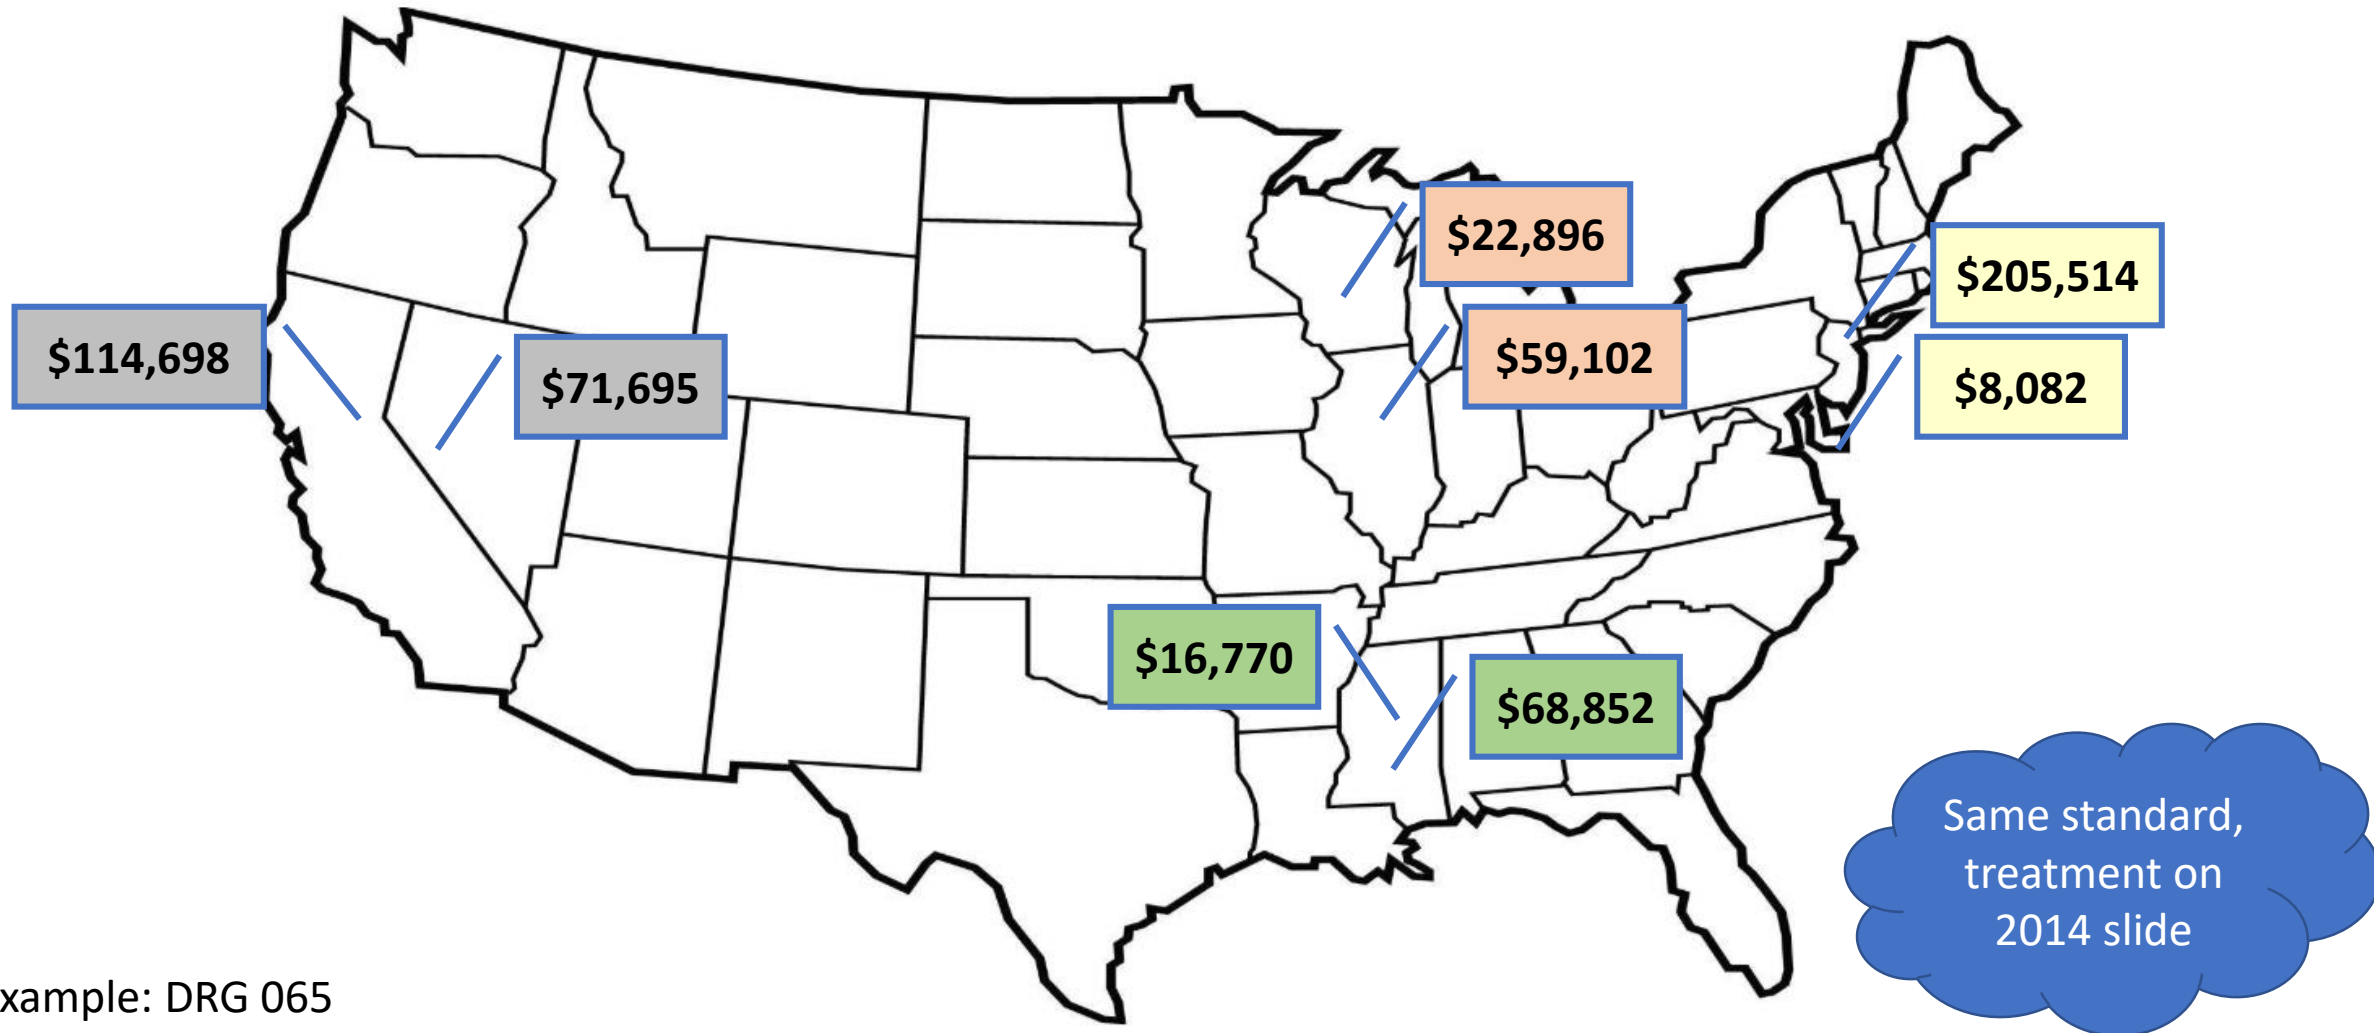 $22,896
$205,514
$114,698
$71,695
$59,102
$8,082
$16,770
$68,852
Same standard,
treatment on
2014 slide
xample: DRG 065